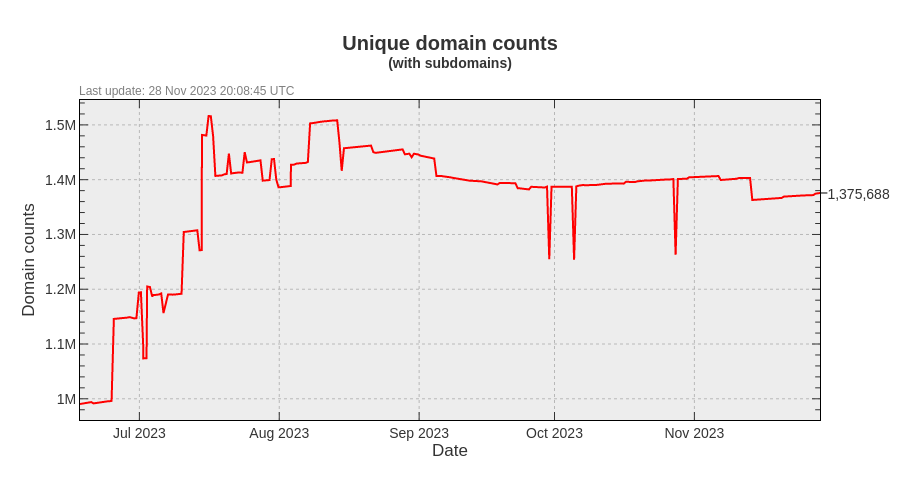 Unique domain counts
(with subdomains)
Last update: 28 Nov 2023 20:08:45 UTC
1.5M
1.4M
1.3M
1.2M
1.1M
1M
Domain counts
1,375,688
Jul 2023
Aug 2023
Sep 2023
Oct 2023
Nov 2023
Date